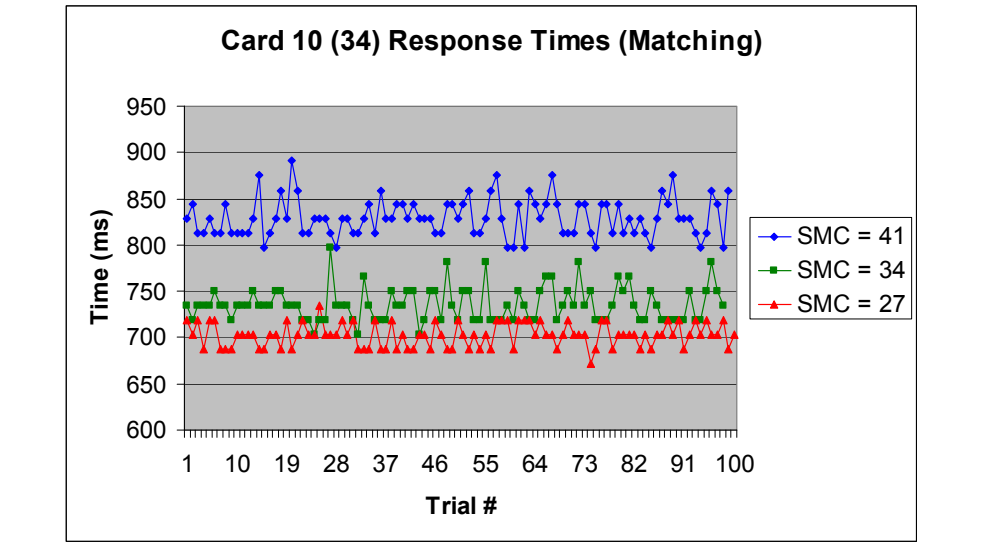 Card 10 (34) Response Times (Matching)
950
900
850
800
750
700
650
600
Time (ms)
1 10 19 28 37 46 55 64 73 82 91 100
Trial #
SMC = 41
SMC = 34
SMC = 27